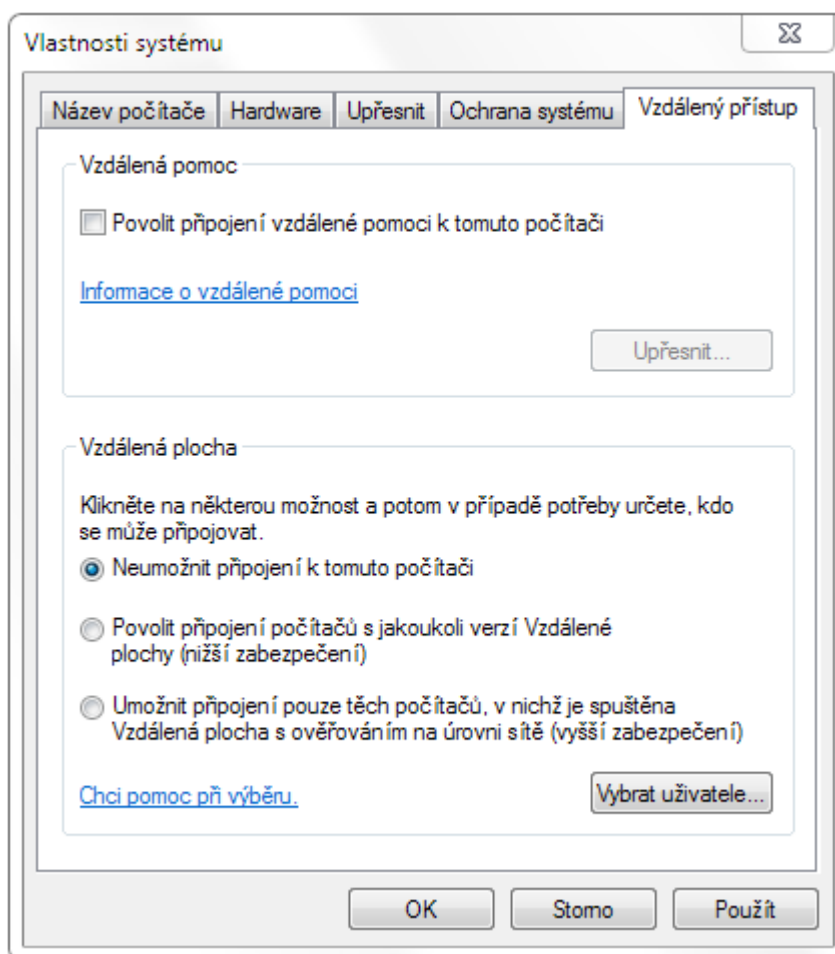 Vlastnosti systému
Název počítače
Hardware
Upřesnit
Ochrana systému
Vzdálený přístup
Vzdálená pomoc
Povolit připojení vzdálené pomoci k tomuto počítači
Informace o vzdálené pomoci
Upřesnit...
Vzdálená plocha
Klikněte na některou možnost a potom v případě potřeby určete, kdo
se může připojovat.
Neumožnit připojení k tomuto počítači
Povolit připojení počítačů s jakoukoli verzí Vzdálené
plochy (nižší zabezpečení)
Umožnit připojení pouze těch počítačů, v nichž je spuštěna
Vzdálená plocha s ověřováním na úrovni sítě (vyšší zabezpečení)
Chci pomoc při výběru.
Vybrat uživatele...
OK
Storno
Použít